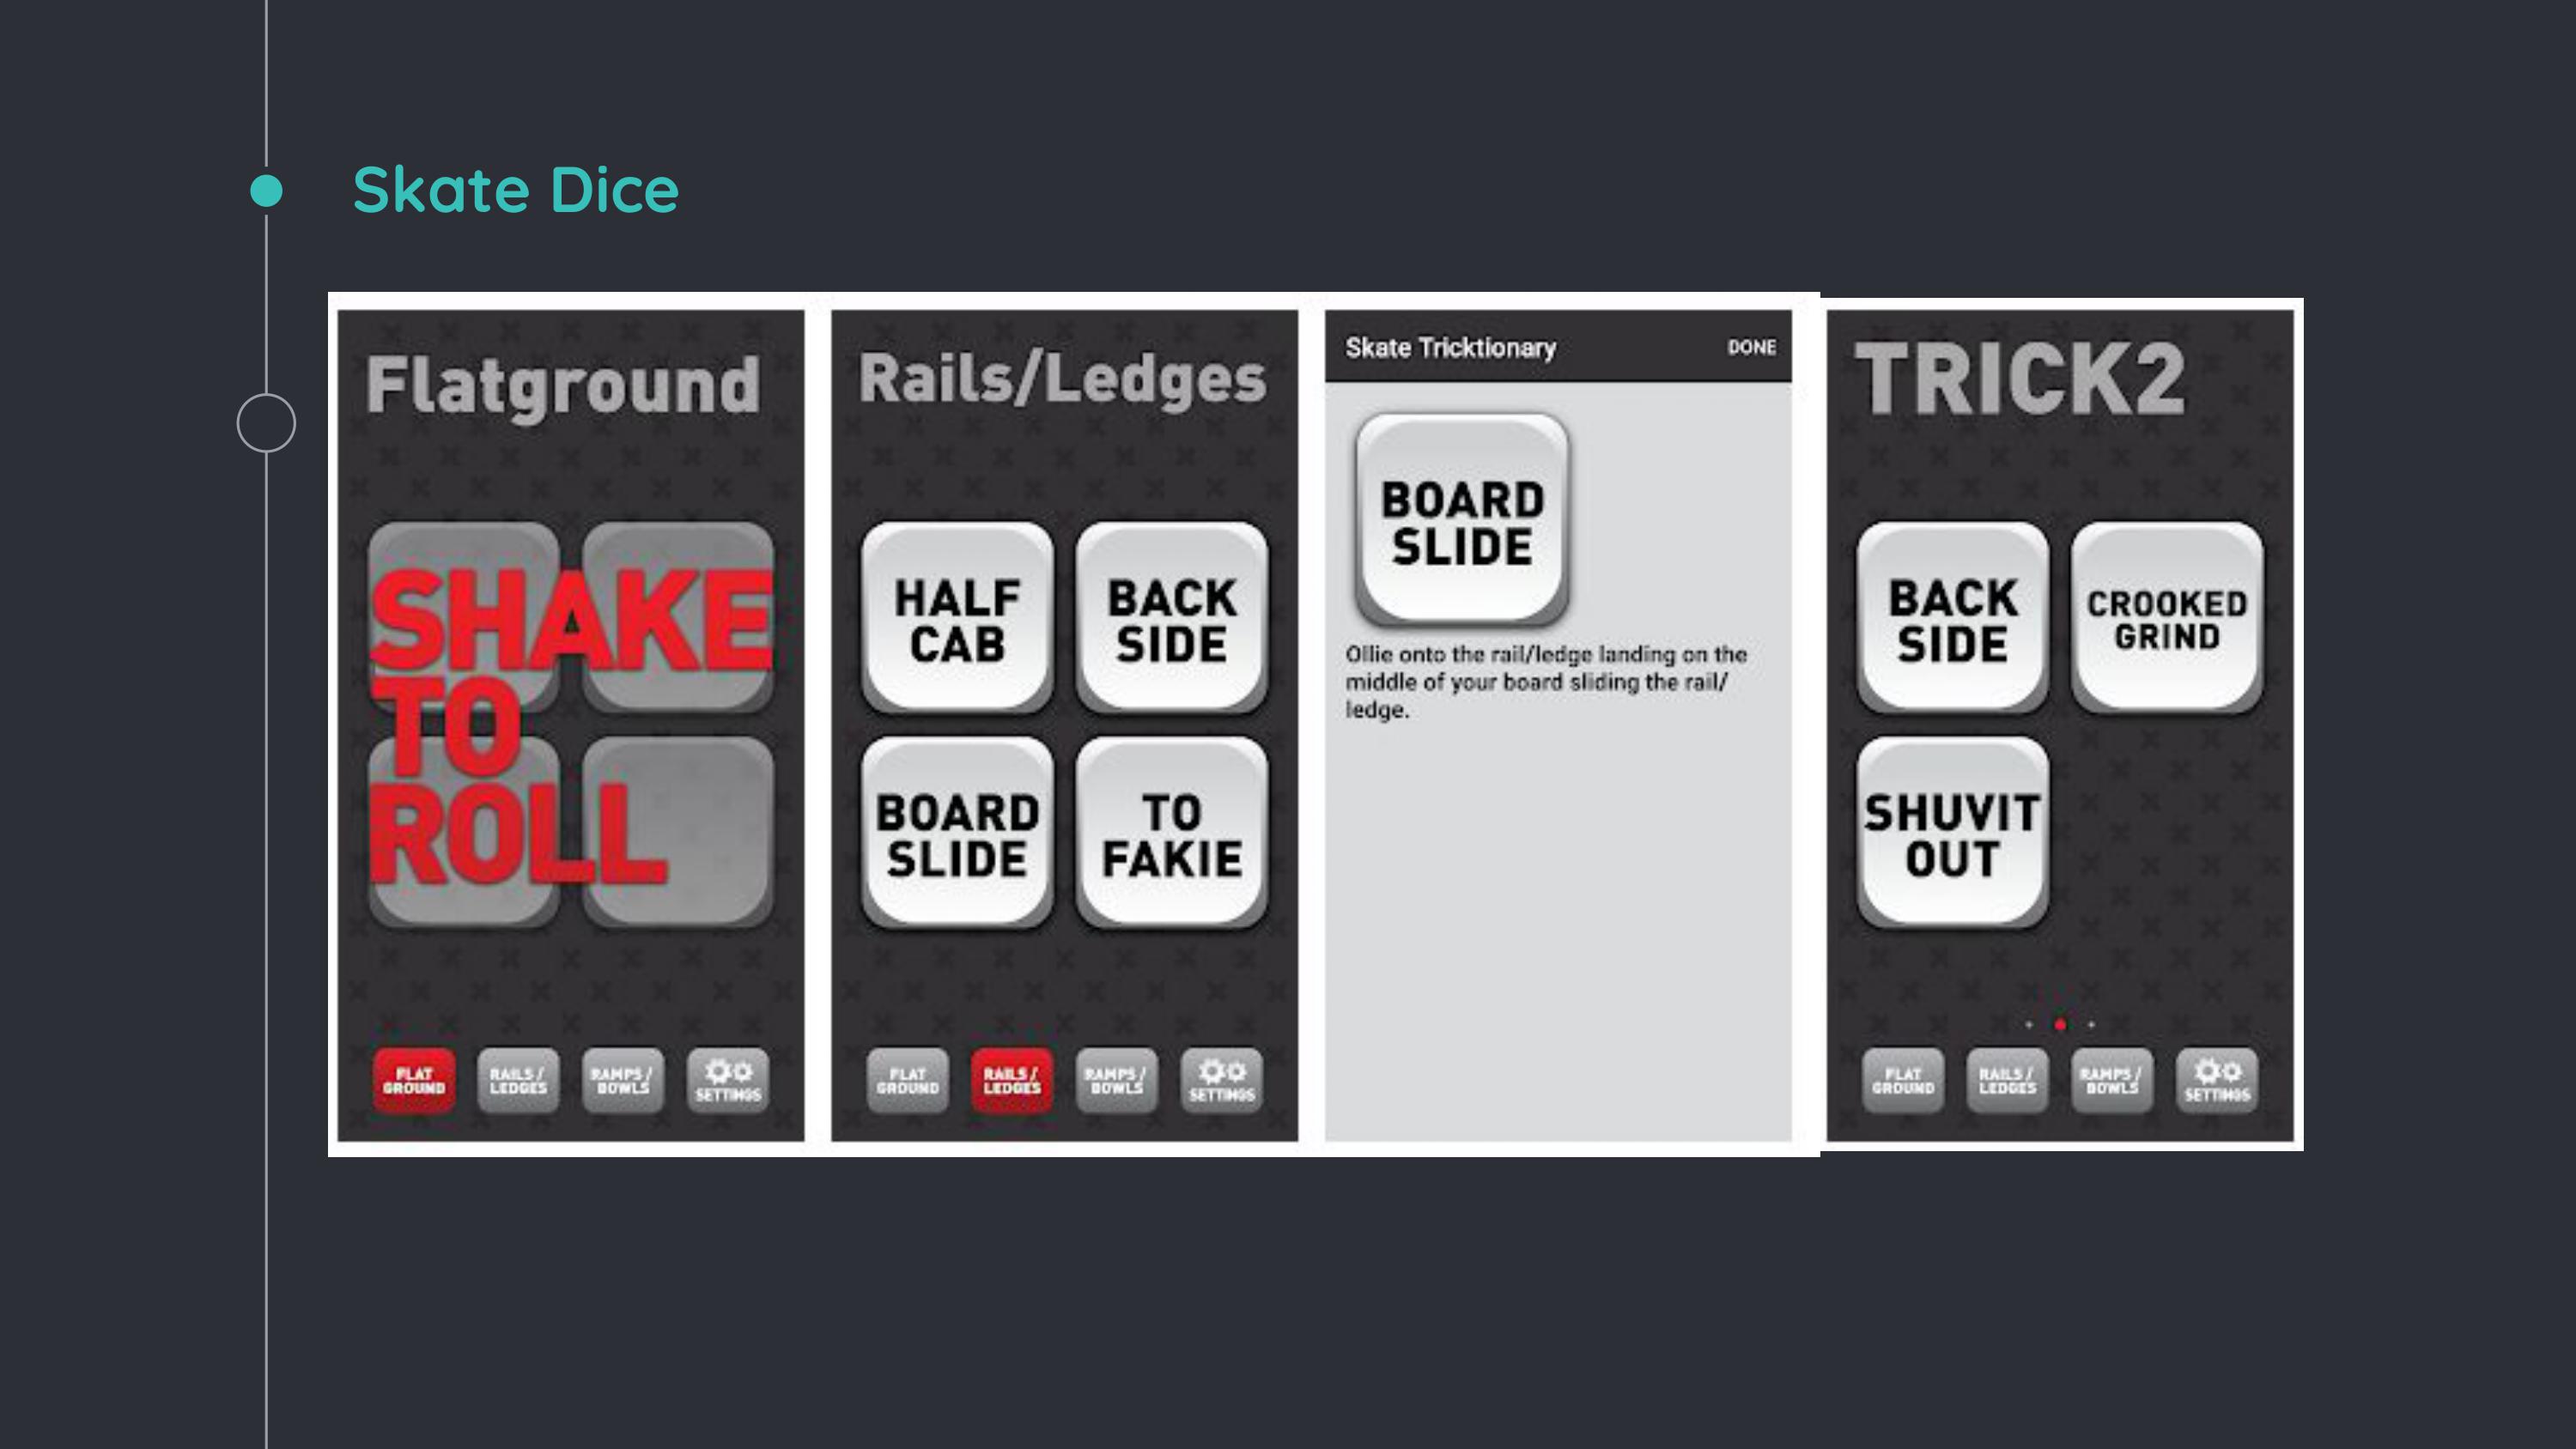 Skate Dice
Flatground
SHAKE
TO
ROLL
FLAT
GROUND
RAILS/
LEDGES
RAMPS/
BOWLS
SETTINGS
Rails/Ledges
HALF
CAB
BACK
SIDE
BOARD
SLIDE
TO
FAKIE
FLAT
GROUND
RAILS/
LEDGES
RAMPS/
BOWLS
SETTINGS
Skate Tricktionary
DONE
BOARD
SLIDE
Ollie onto the rail/ledge landing on the
middle of your board sliding the rail/
ledge.
TRICK2
BACK
SIDE
CROOKED
GRIND
SHUVIT
OUT
FLAT
GROUND
RAILS/
LEDGES
RAMPS/
BOWLS
SETTINGS